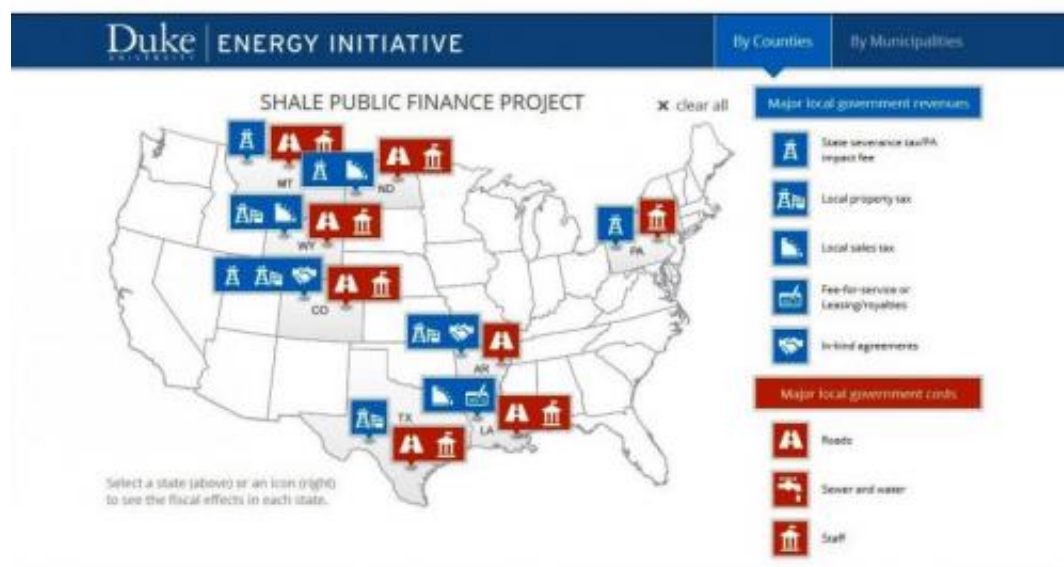 Duke
UNIVERSITY
ENERGY INITIATIVE
By Counties
By Municipalities
SHALE PUBLIC FINANCE PROJECT
x clear all
MT
ND
WY
CO
PA
AR
TX
LA
Select a state (above) or an icon (right)
to see the fiscal effects in each state.
Major local government revenues
State severance tax/PA
impact fee
Local property tax
Local sales tax
Fee-for-service or
Leasing/royalties
In-kind agreements
Major local government costs
Roads
Sewer and water
Staff